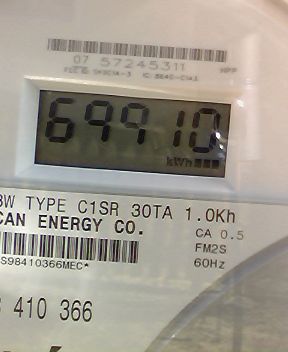 07 57245311
69910
kWh
3W TYPE C1SR 30TA 1.0Kh
CAN ENERGY CO.
CA 0.5
FM2S
60Hz
S98410366MEC*
410 366